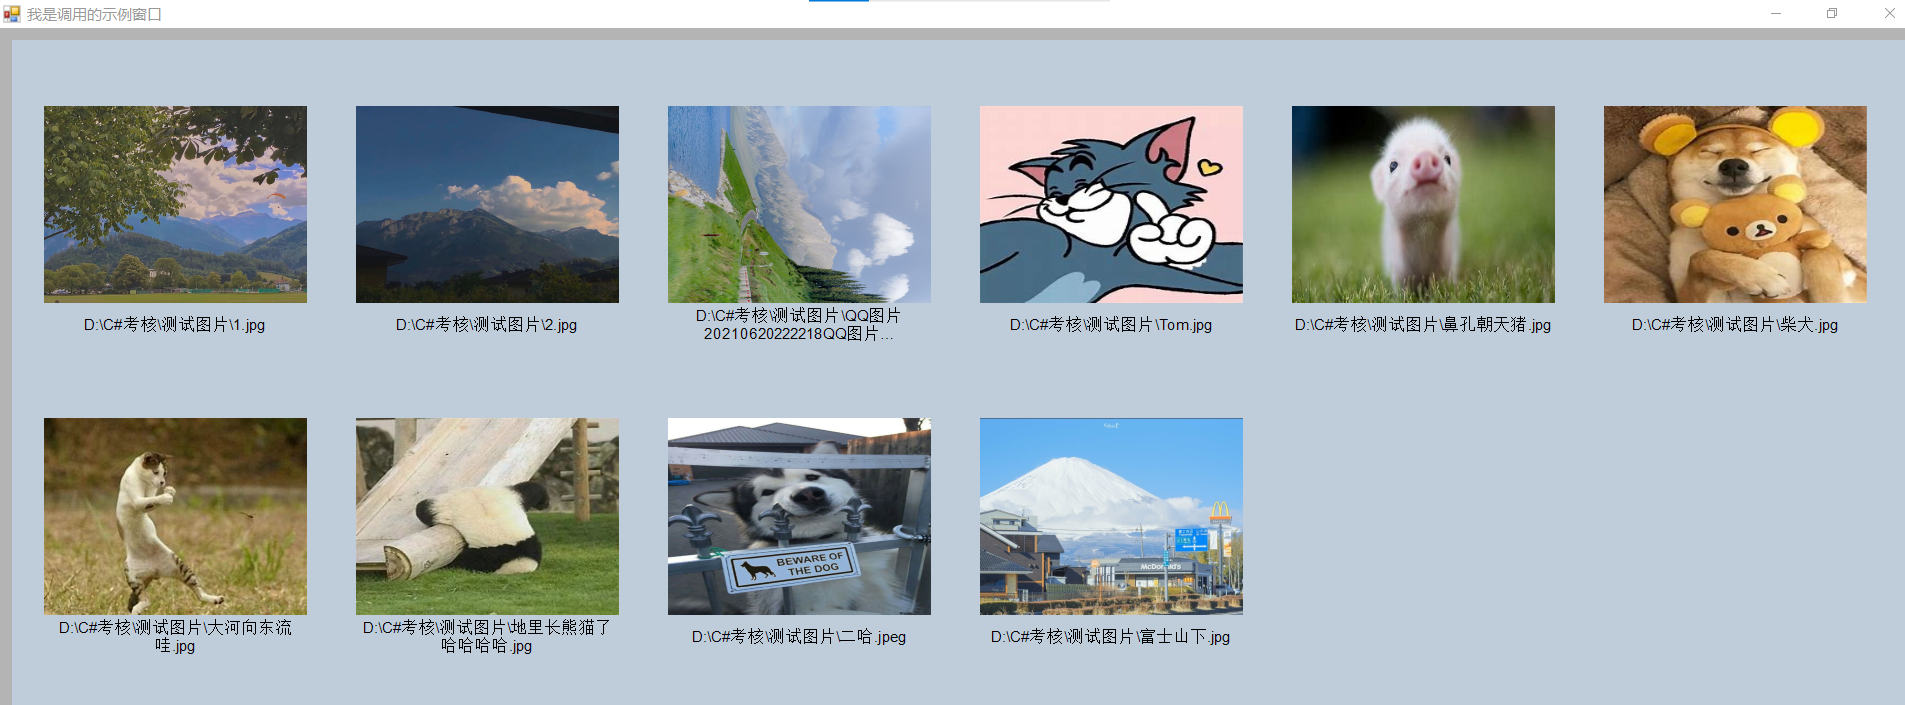 我是调用的示例窗口
D:\C#考核\测试图片\1.jpg
D:\C#考核\测试图片\2.jpg
D:\C#考核\测试图片\QQ图片
20210620222218QQ图片...
D:\C#考核\测试图片\Tom.jpg
D:\C#考核\测试图片\鼻孔朝天猪.jpg
D:\C#考核\测试图片\柴犬.jpg
BEWARE OF
THE DOG
McDonald's
D:\C#考核\测试图片\大河向东流
哇.jpg
D:\C#考核\测试图片\地里长熊猫了
哈哈哈哈.jpg
D:\C#考核\测试图片\二哈.jpeg
D:\C#考核\测试图片\富士山下.jpg